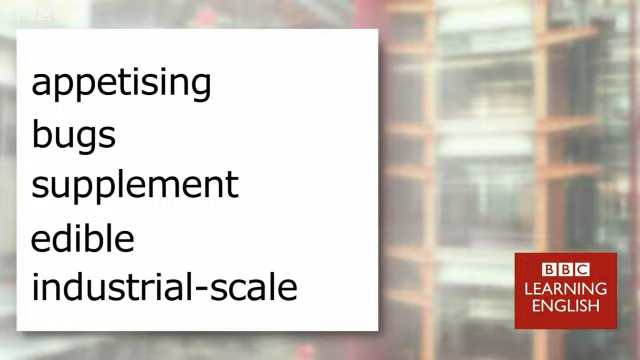 appetising
bugs
supplement
edible
industrial-scale
BBC
LEARNING
ENGLISH